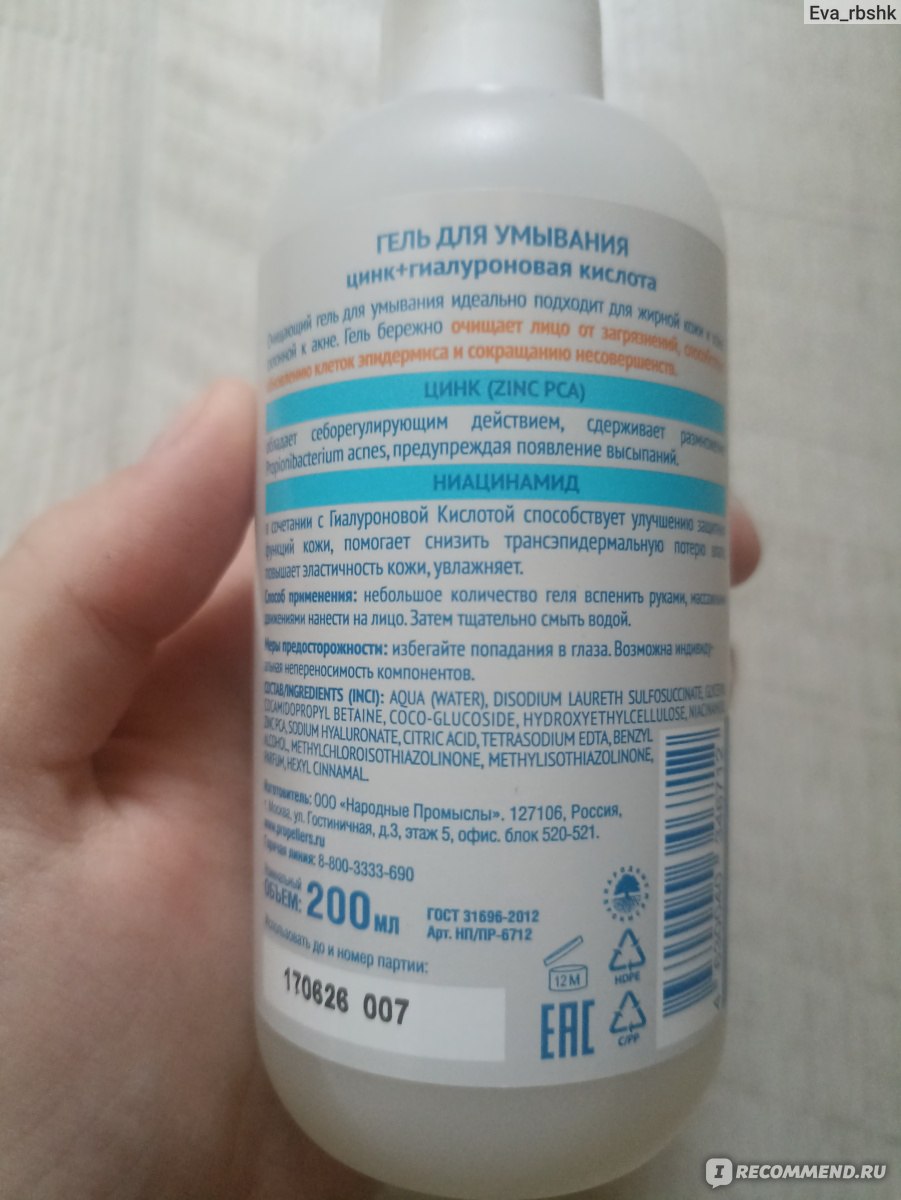 Eva_rbshk
ГЕЛЬ ДЛЯ УМЫВАНИЯ
цинк+гиалуроновая кислота
гель для умывания идеально подходит для жирной кожи и
к акне. Гель бережно очищает лицо от загрязнений,
клеток эпидермиса и сокращению несовершенств.
ЦИНК (ZINC PCA)
себорегулирующим действием, сдерживает
Propionibacterium acnes, предупреждая появление высыпаний.
НИАЦИНАМИД
в сочетании с Гиалуроновой Кислотой способствует улучшению
функций кожи, помогает снизить трансэпидермальную потерю
повышает эластичность кожи, увлажняет.
Способ применения: небольшое количество геля вспенить руками,
движениями нанести на лицо. Затем тщательно смыть водой.
Меры предосторожности: избегайте попадания в глаза. Возможна индивиду-
альная непереносимость компонентов.
СОСТАВ/INGREDIENTS (INCI): AQUA (WATER), DISODIUM LAURETH SULFOSUCCINATE,
COCAMIDOPROPYL BETAINE, COCO-GLUCOSIDE, HYDROXYETHYLCELLULOSE,
ZINC PCA, SODIUM HYALURONATE, CITRIC ACID, TETRASODIUM EDTA, BENZYL
ALCOHOL, METHYLCHLOROISOTHIAZOLINONE, METHYLISOTHIAZOLINONE,
PARFUM, HEXYL CINNAMAL.
Изготовитель: ООО «Народные Промыслы». 127106, Россия,
г. Москва, ул. Гостиничная, д.3, этаж 5, офис. блок 520-521.
www.propellers.ru
Горячая линия: 8-800-3333-690
Номинальный
ОБЪЕМ: 200 мл
ГОСТ 31696-2012
Арт. НП/ПР-6712
Использовать до и номер партии:
170626 007
12M
EAC
HDPE
C/PP
IRECOMMEND.RU